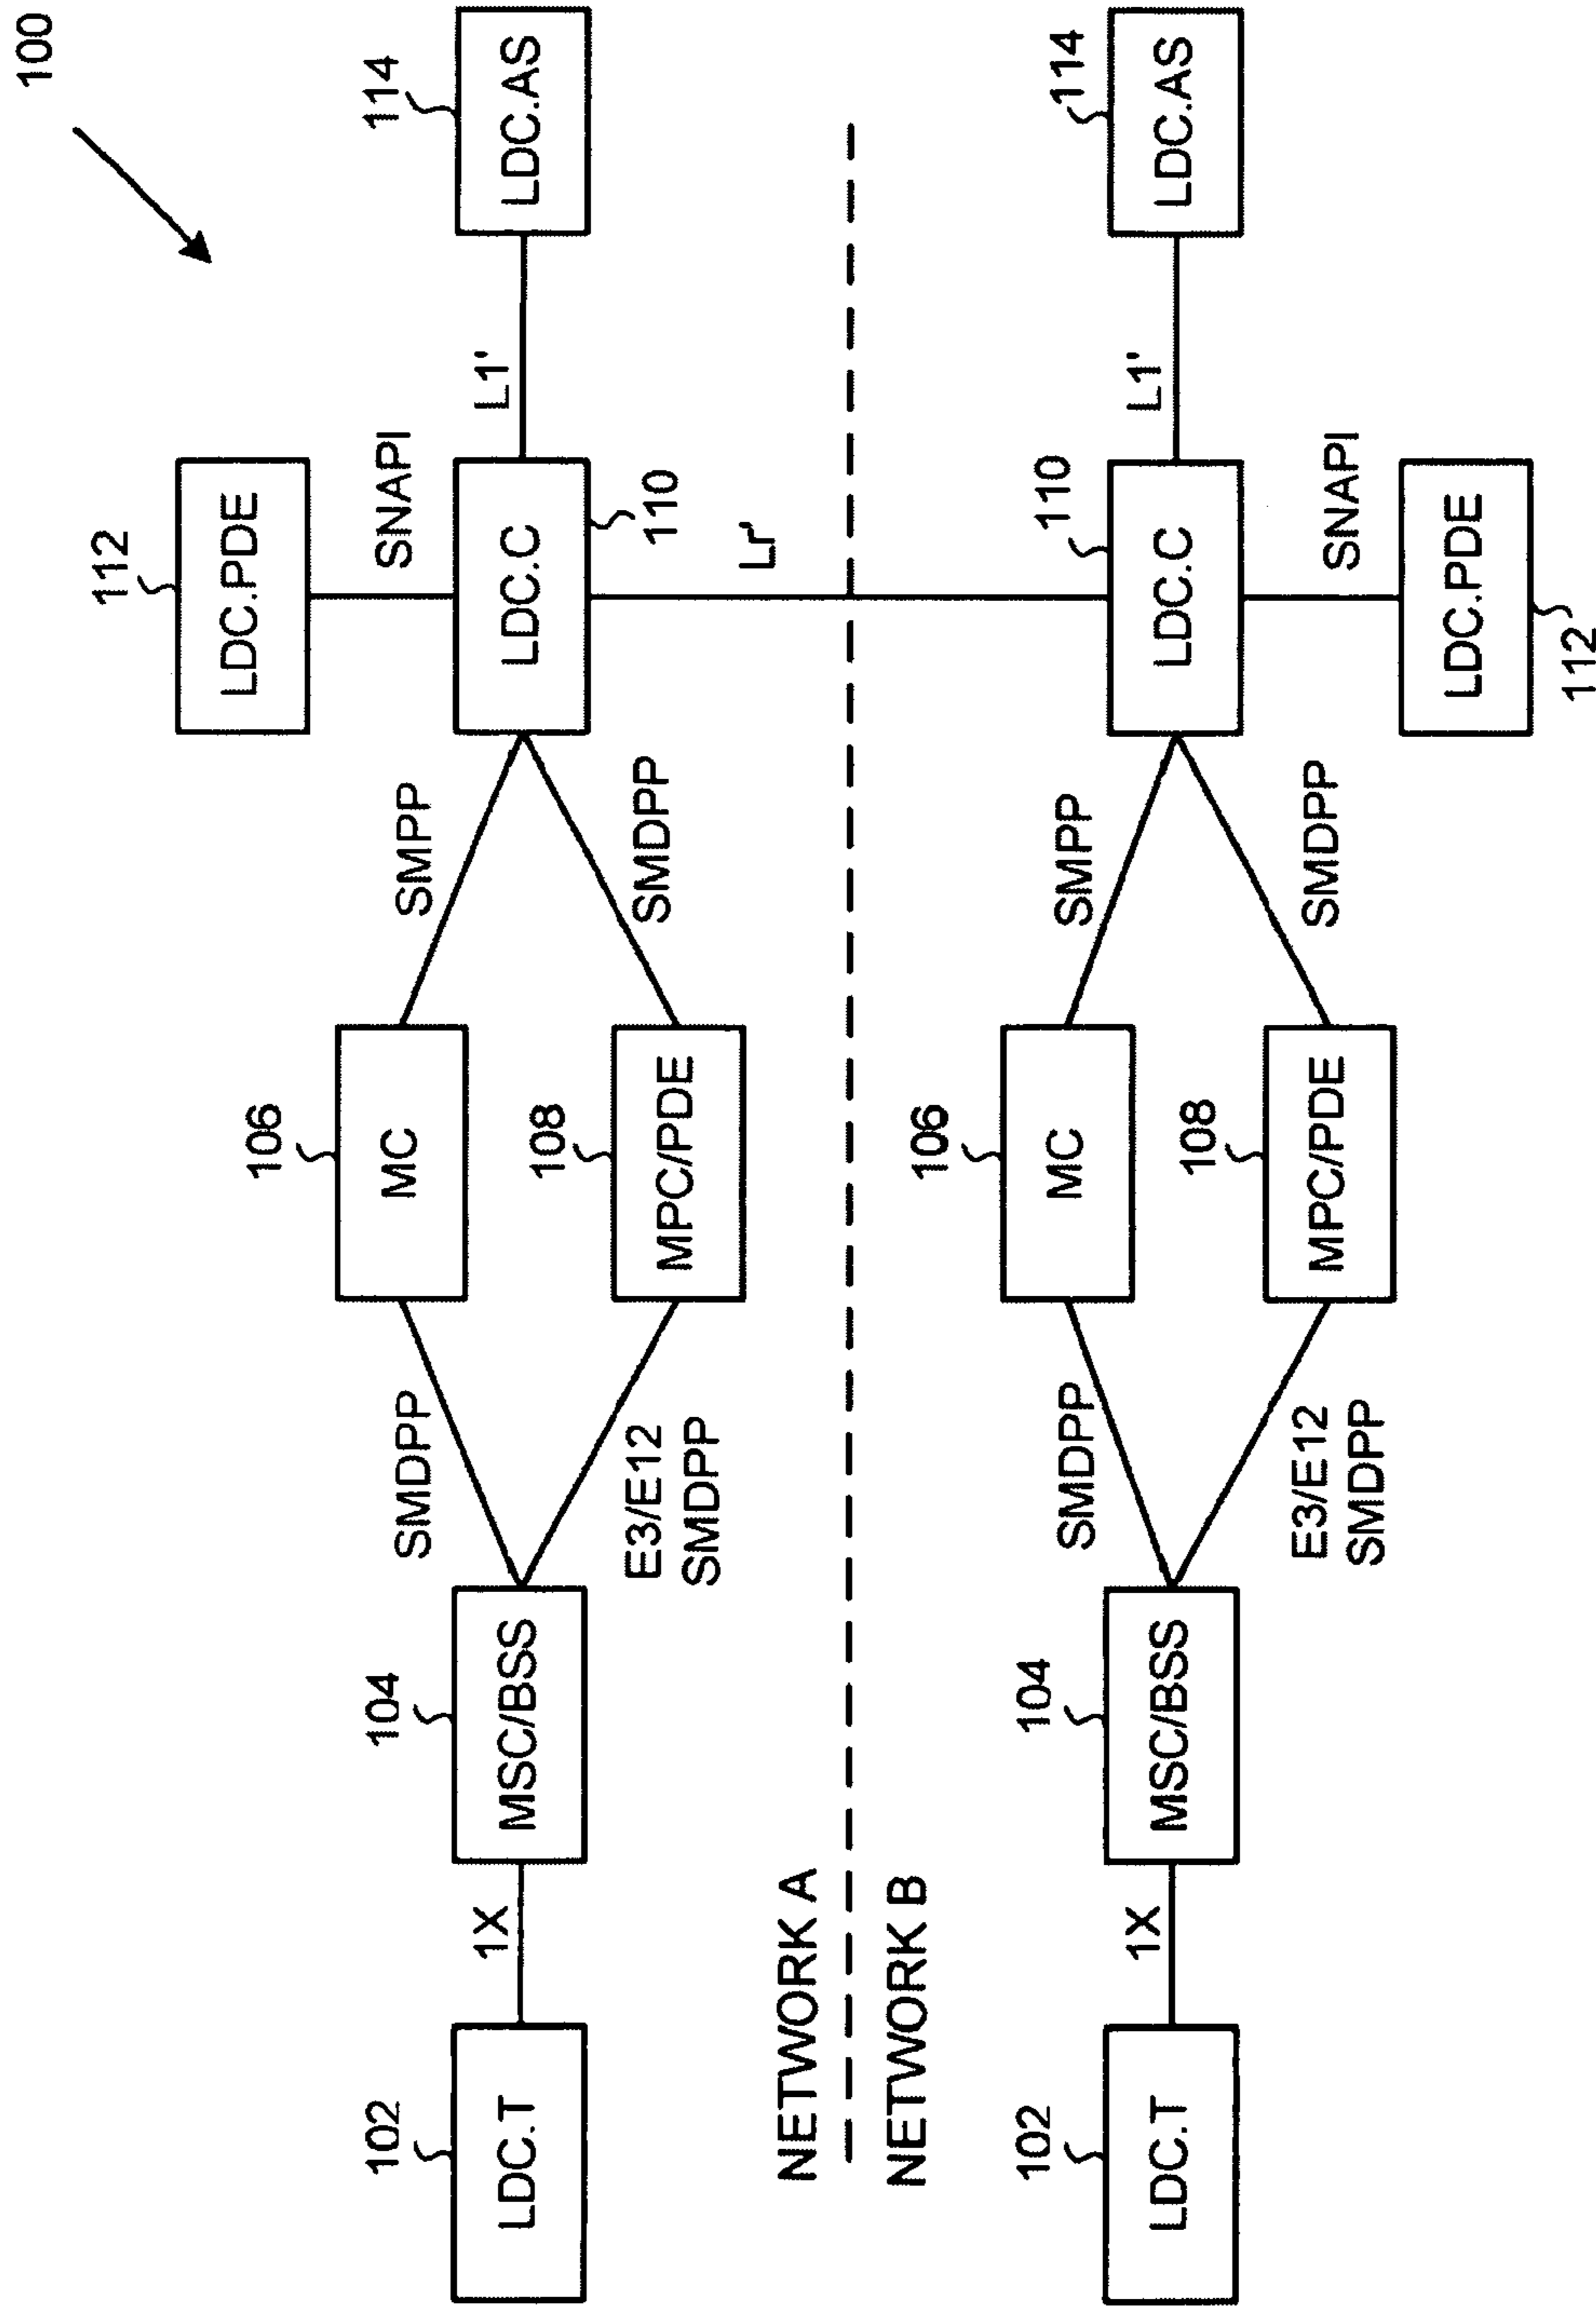 100
112
LDC.PDE
SNAPI
106
MC
SMDPP
SMPP
102
LDC.T
1X
104
MSC/BSS
LDC.C
110
L1'
114
LDC.AS
E3/E12
SMDPP
108
MPC/PDE
SMDPP
Lr'
NETWORK A
NETWORK B
106
MC
SMDPP
SMPP
102
LDC.T
1X
104
MSC/BSS
110
LDC.C
L1'
114
LDC.AS
E3/E12
SMDPP
108
MPC/PDE
SMDPP
SNAPI
LDC.PDE
112